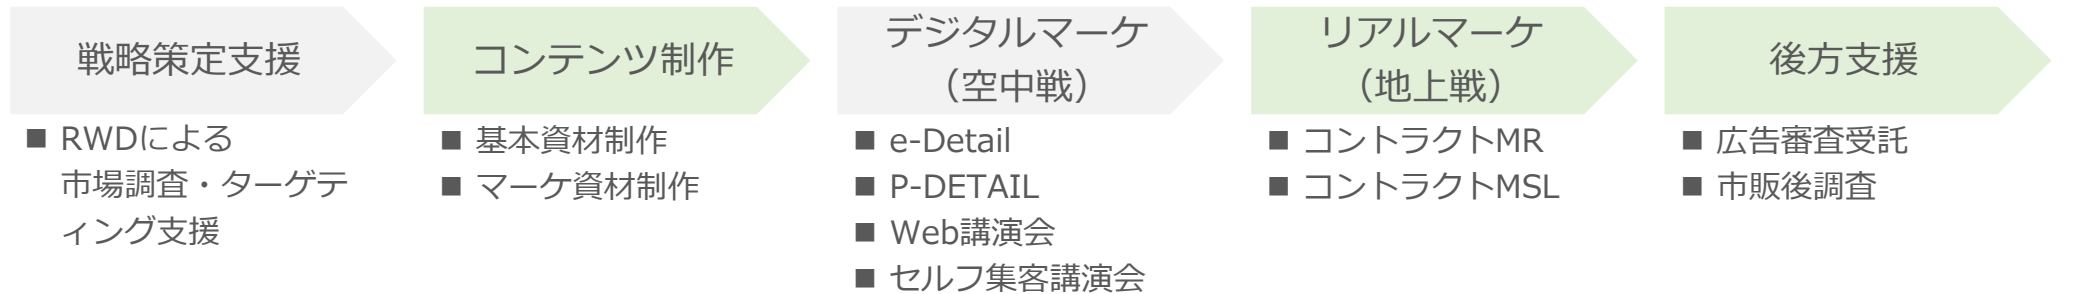 戦略策定支援
■ RWDによる
市場調査・ターゲテ
ィング支援
コンテンツ制作
■ 基本資材制作
■ マーケ資材制作
デジタルマーケ
（空中戦）
■ e-Detail
■ P-DETAIL
■ Web講演会
■ セルフ集客講演会
リアルマーケ
（地上戦）
■ コントラクトMR
■ コントラクトMSL
後方支援
■ 広告審査受託
■ 市販後調査